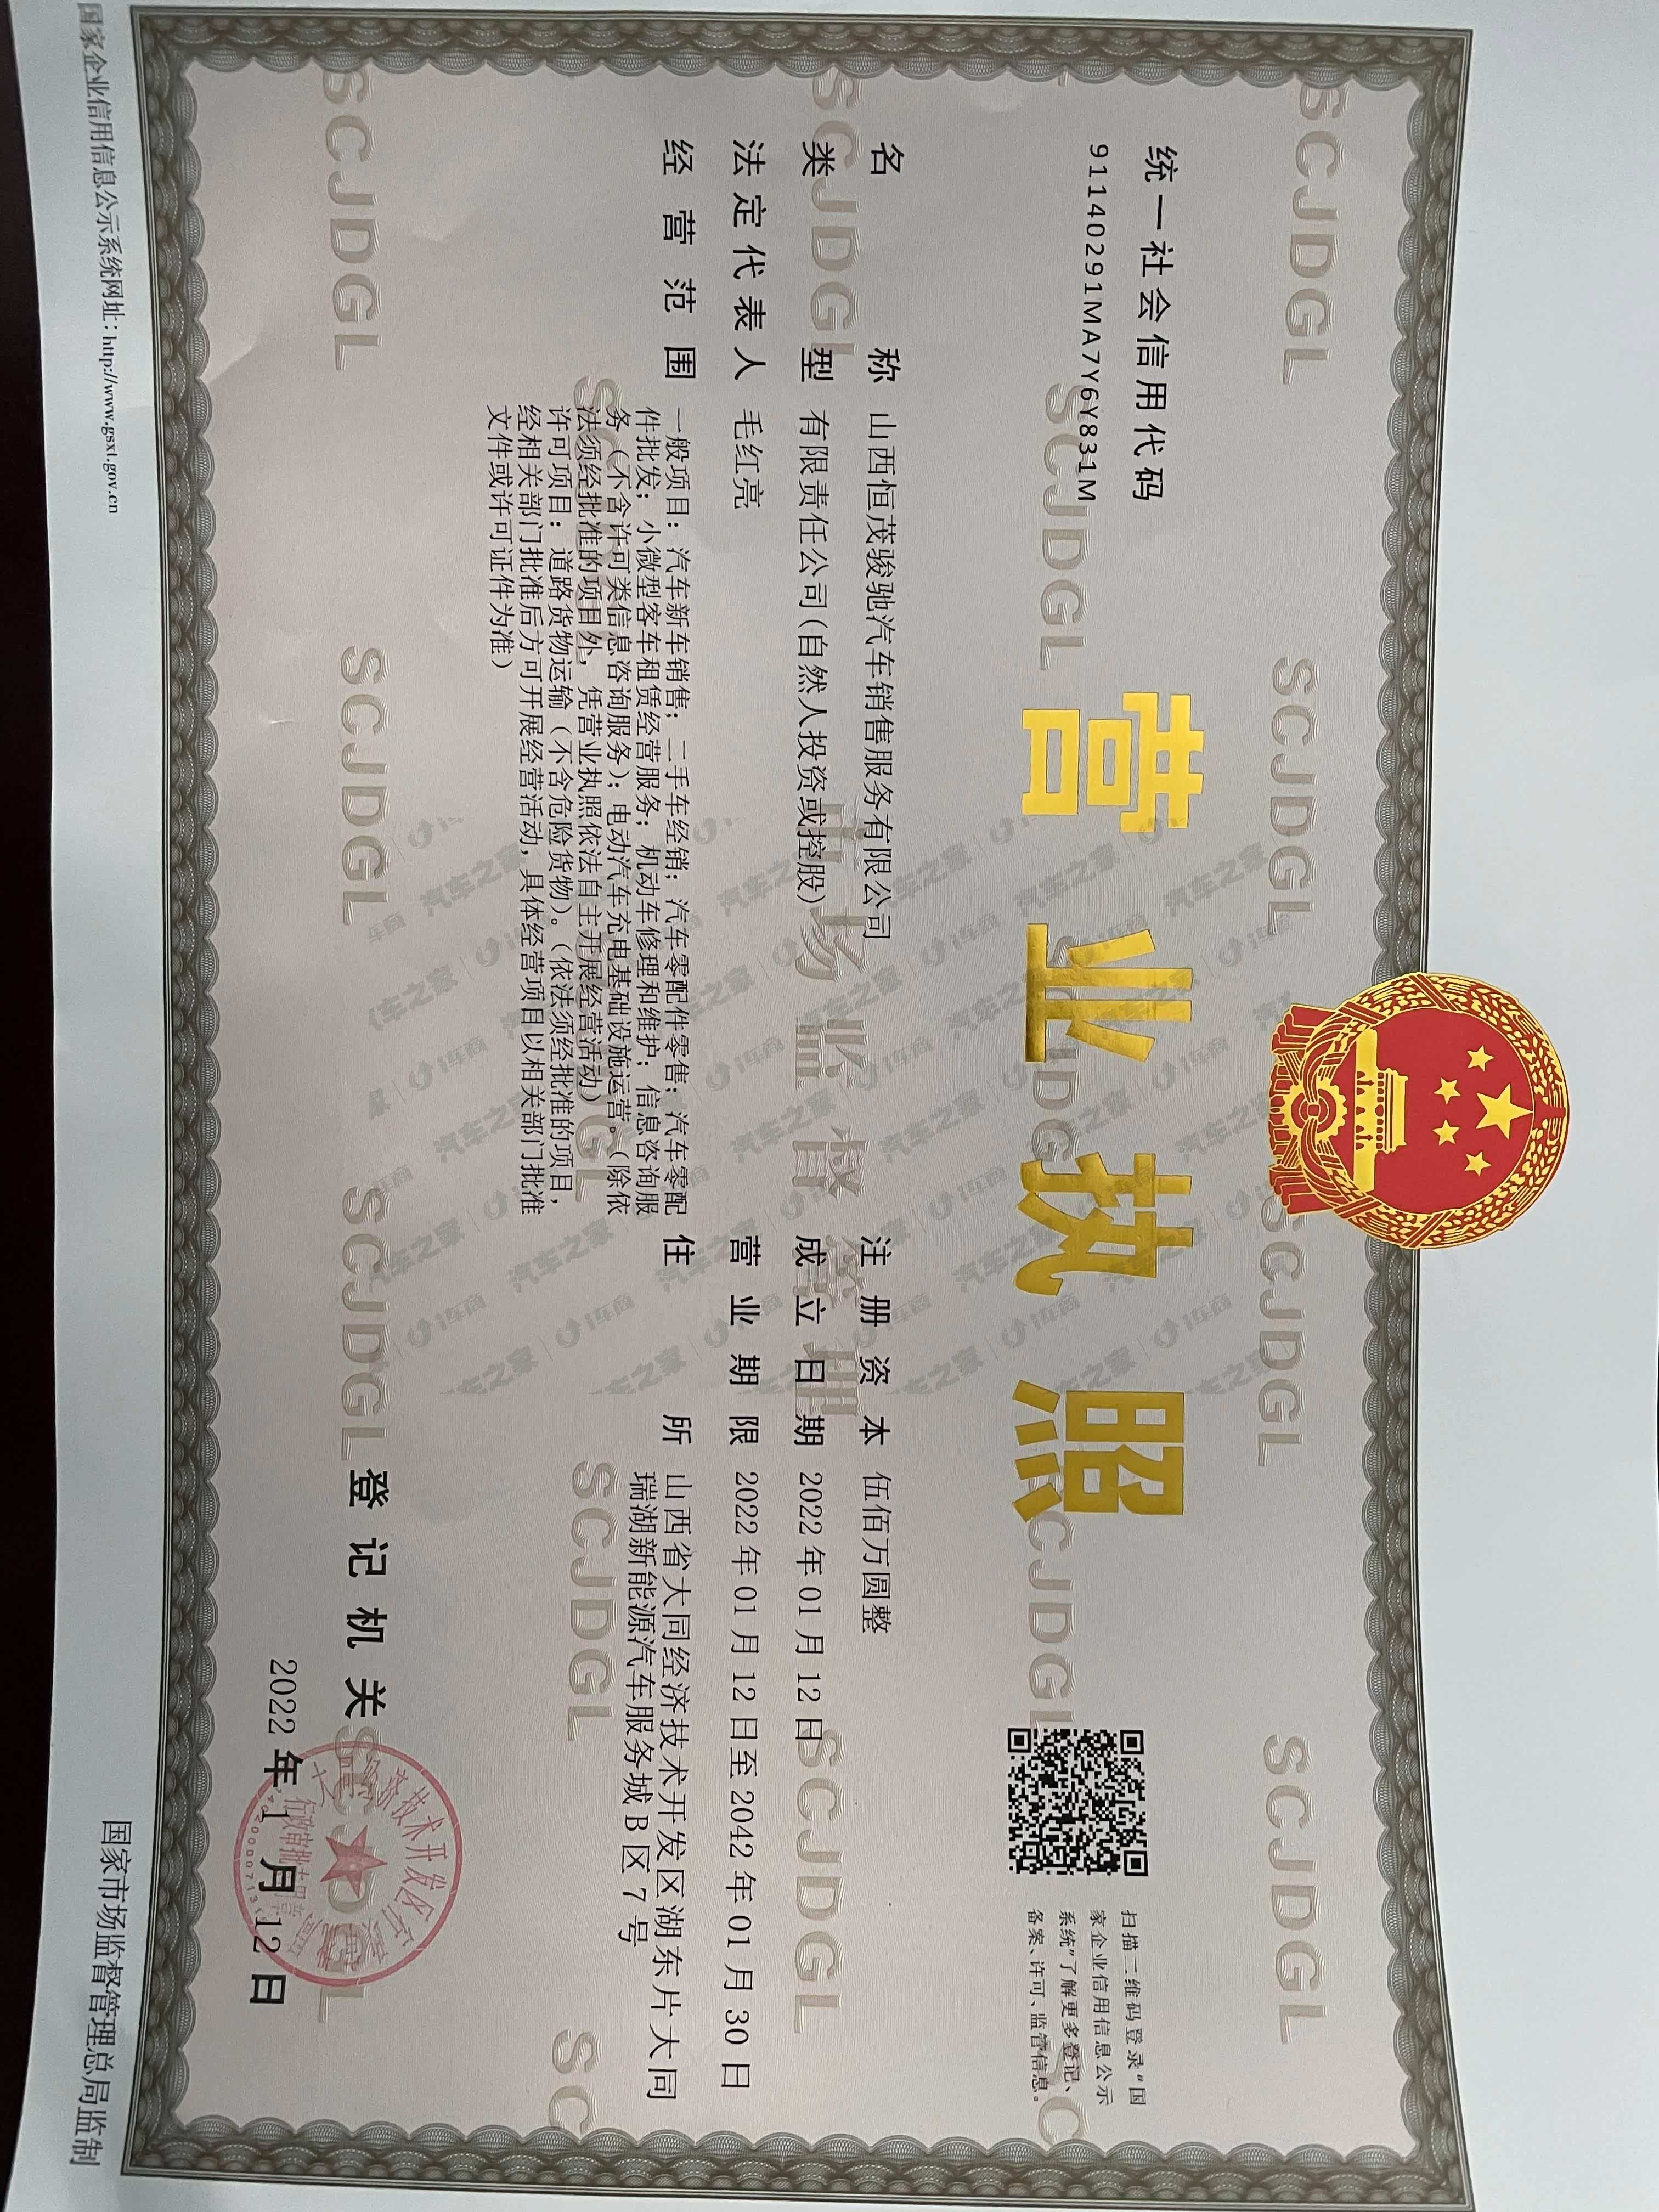 统一社会信用代码
91140291MA7Y6Y831M
营业执照
扫描二维码登录“国
家企业信用信息公示
系统”了解更多登记、
备案、许可、监管信息。
名称 山西恒茂骏驰汽车销售服务有限公司
类型 有限责任公司(自然人投资或控股)
法定代表人 毛红亮
经营范围 一般项目：汽车新车销售；二手车经销；汽车零配件零售；汽车零配
件批发；小微型客车租赁经营服务；机动车修理和维护；信息咨询服
务（不含许可类信息咨询服务）；电动汽车充电基础设施运营。（除依
法须经批准的项目外，凭营业执照依法自主开展经营活动）
许可项目：道路货物运输（不含危险货物）。（依法须经批准的项目，
经相关部门批准后方可开展经营活动，具体经营项目以相关部门批准
文件或许可证件为准）
注册资本 伍佰万圆整
成立日期 2022年01月12日
营业期限 2022年01月12日至2042年01月30日
住所 山西省大同经济技术开发区湖东片大同
瑞湖新能源汽车服务城B区7号
登记机关
2022年1月12日
国家企业信用信息公示系统网址：http://www.gsxt.gov.cn
国家市场监督管理总局监制
SCJDGL
市场监督管理
汽车之家
i车商